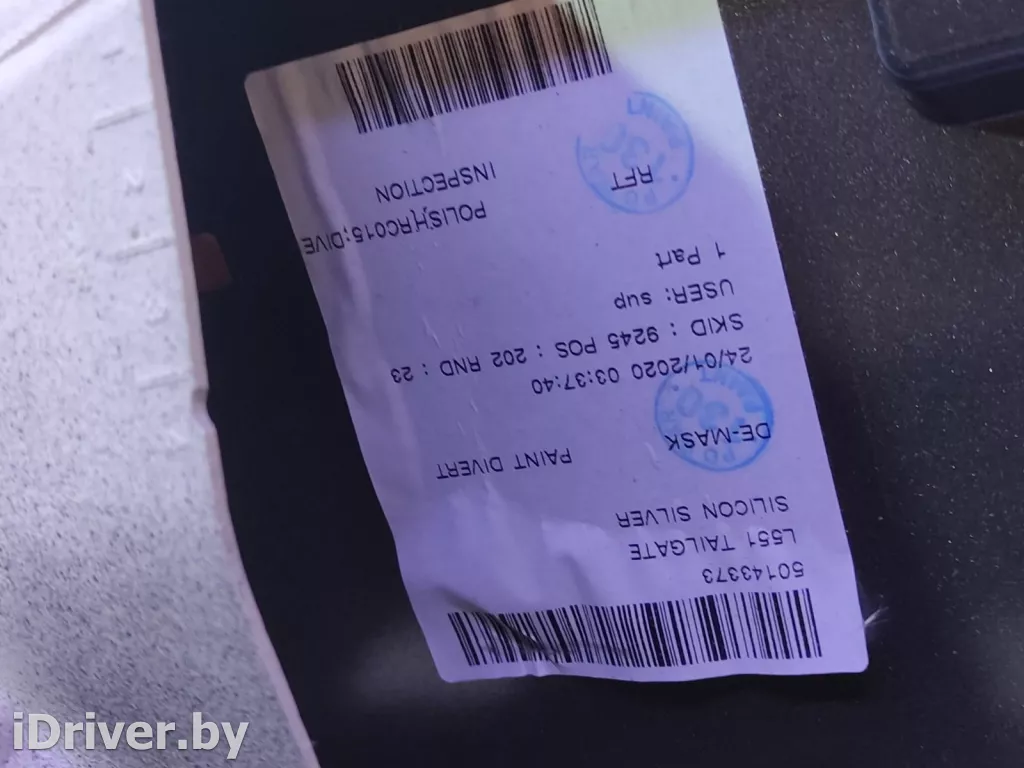 50143373
L551 TAILGATE
SILICON SILVER
PAINT DIVERT
DE-MASK
24/01/2020 03:37:40
SKID : 9245 POS : 202 RND : 23
USER: sup
1 Part
POLISH RC015:DIVE
INSPECTION
RFT
iDriver.by